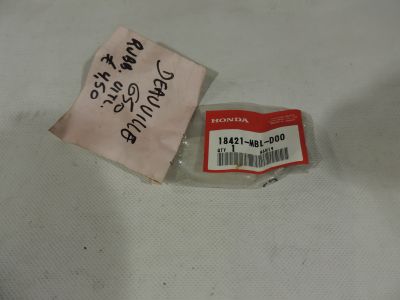 DEAUVILLE
650
RUBB. UITL.
€ 4,50
HONDA
18421-MBL-D00
QTY 1